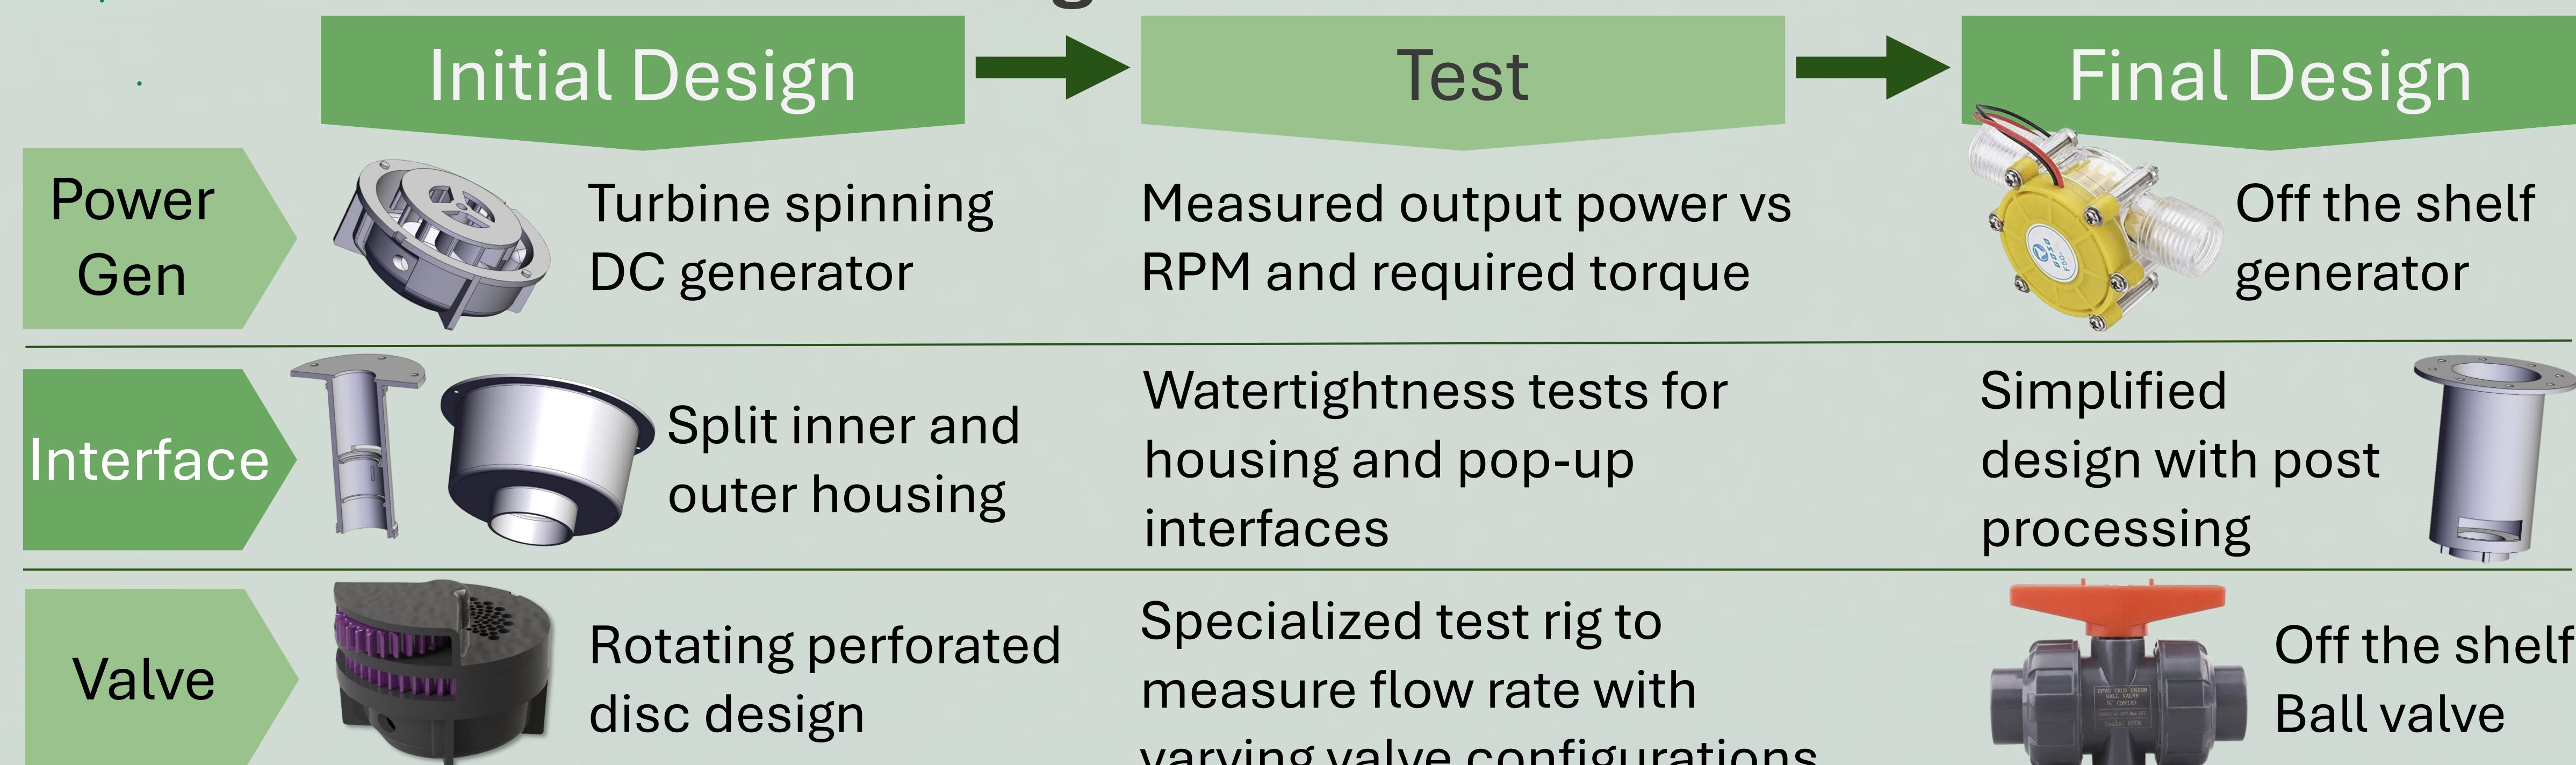 Initial Design
Test
Final Design
Power
Gen
Turbine spinning
DC generator
Measured output power vs
RPM and required torque
Off the shelf
generator
Interface
Split inner and
outer housing
Watertightness tests for
housing and pop-up
interfaces
Simplified
design with post
processing
Valve
Rotating perforated
disc design
Specialized test rig to
measure flow rate with
varying valve configurations
Off the shelf
Ball valve